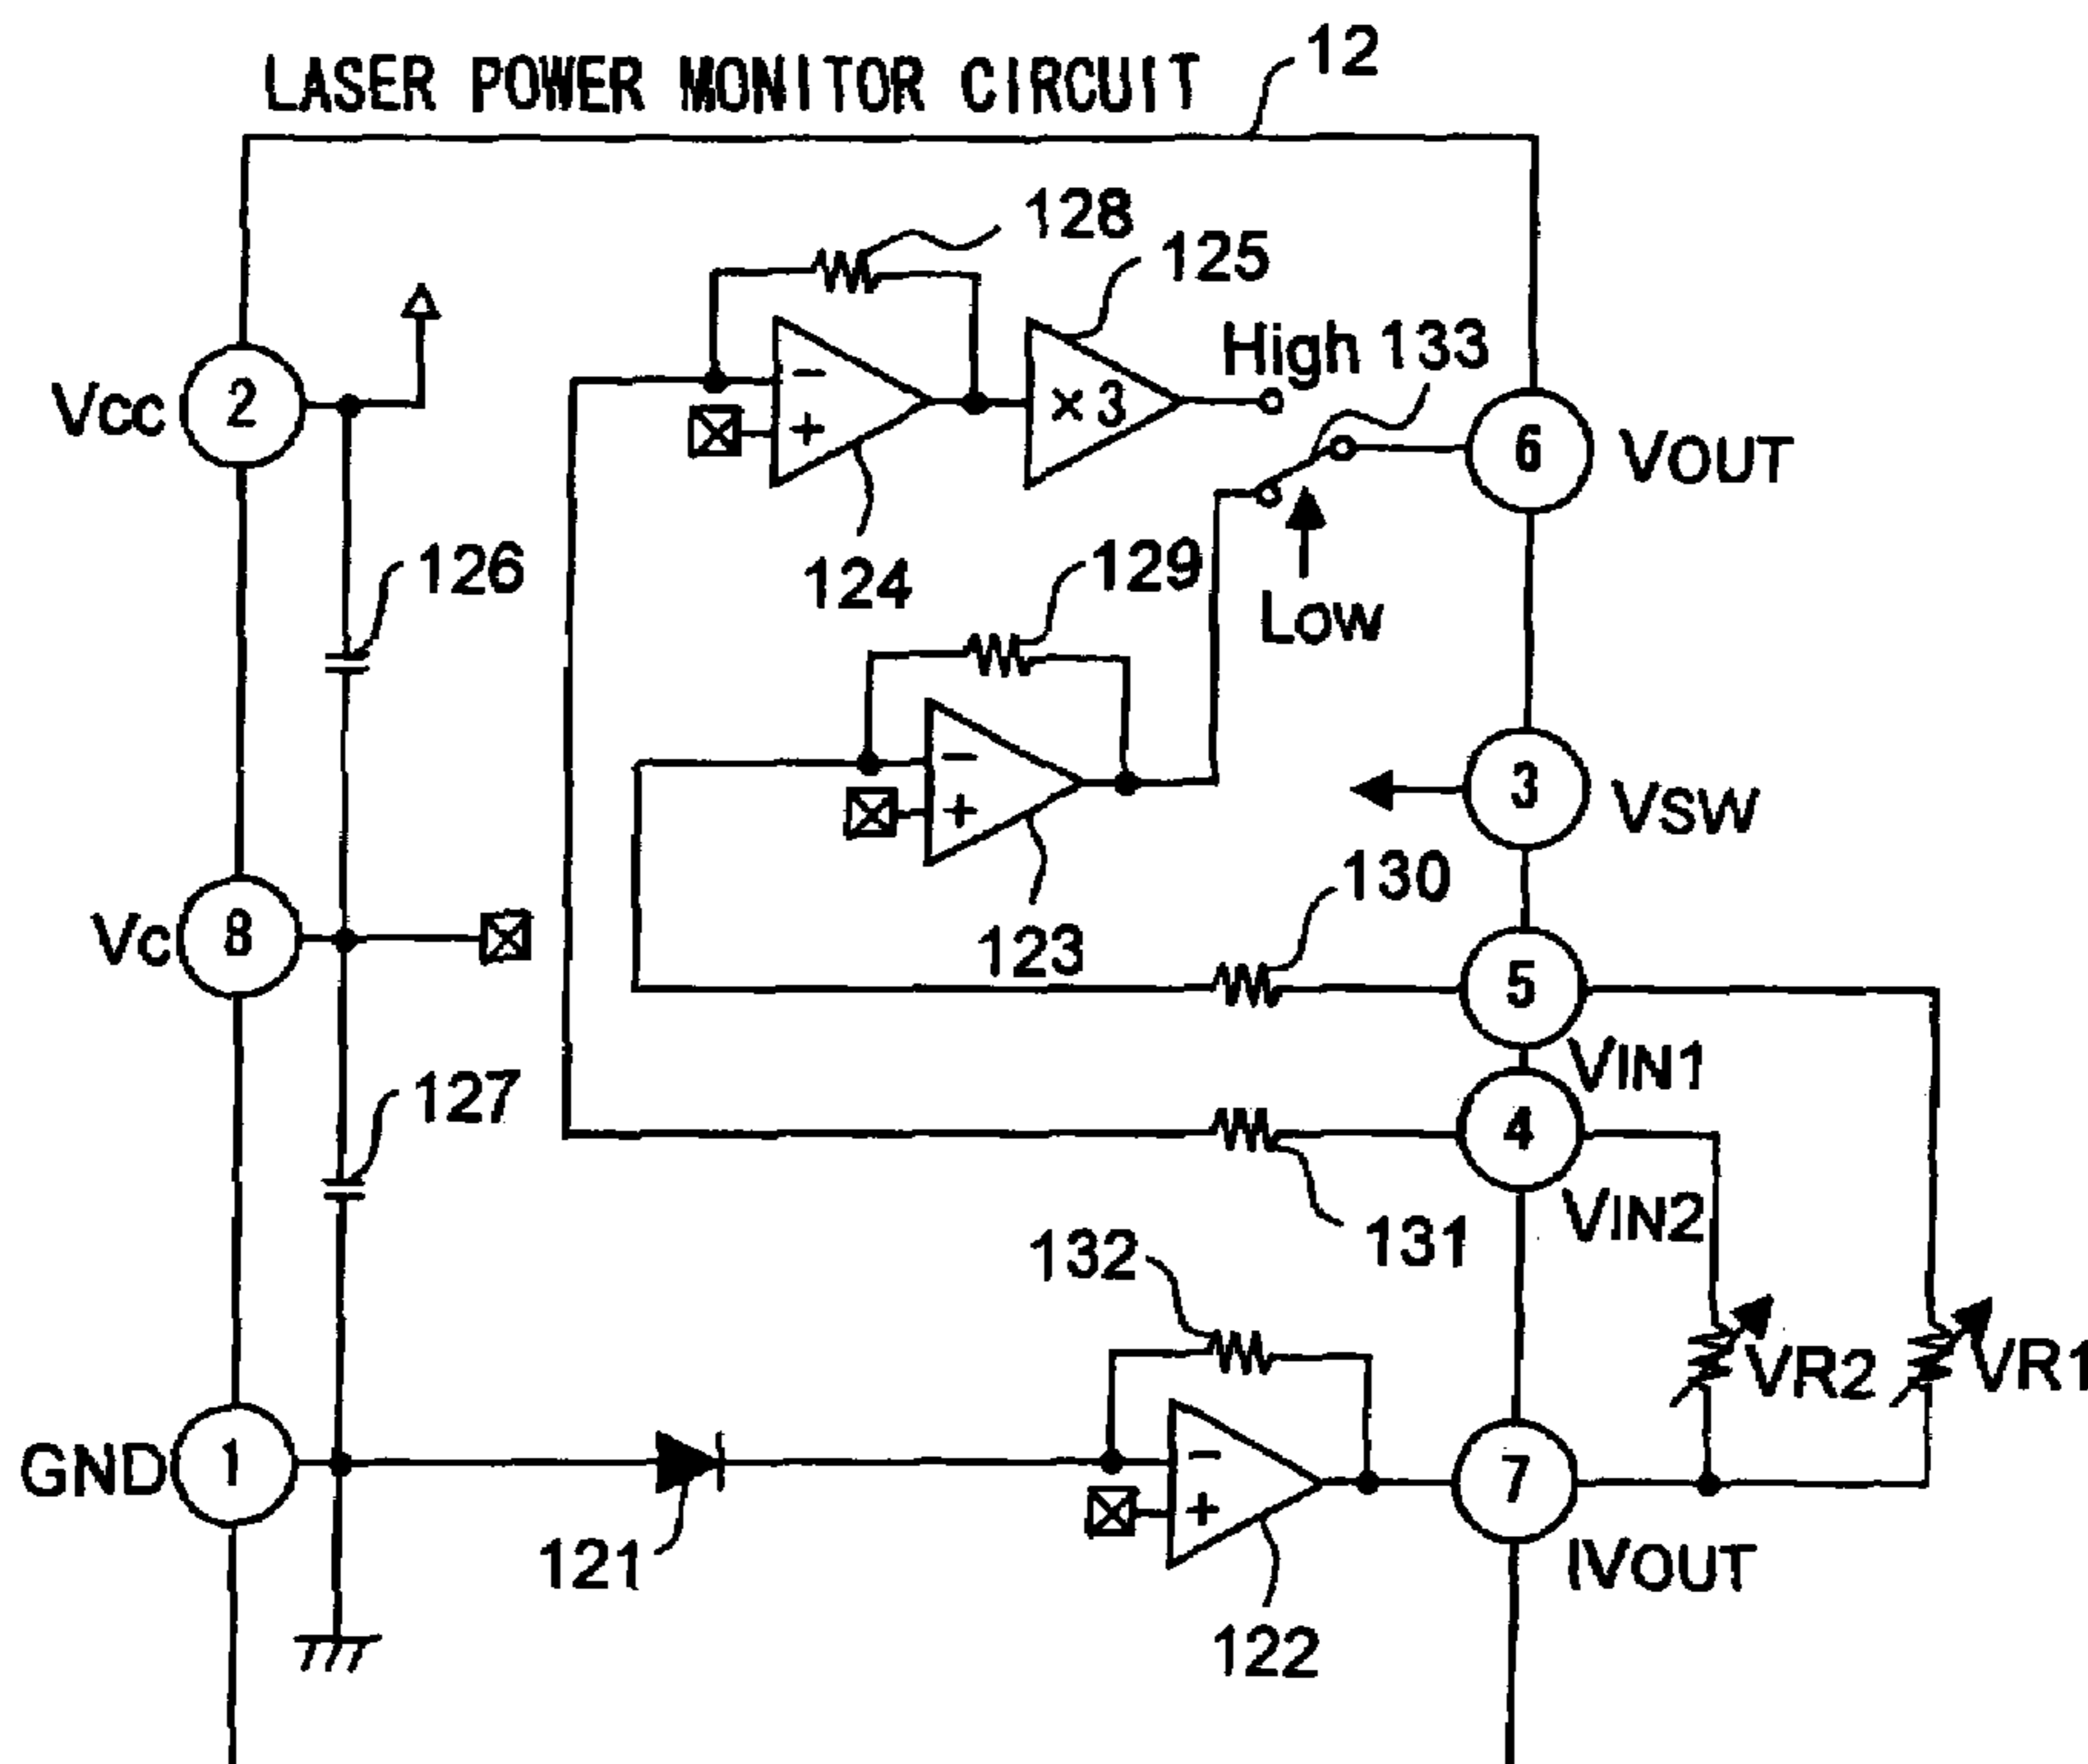 LASER POWER MONITOR CIRCUIT
12
128
125
High 133
− + × 3
2
VCC
6
VOUT
126
124
129
Low
− +
3
VSW
123
130
8
VC
5
VIN1
127
4
VIN2
131
132
VR2
VR1
GND
1
− +
7
IVOUT
121
122